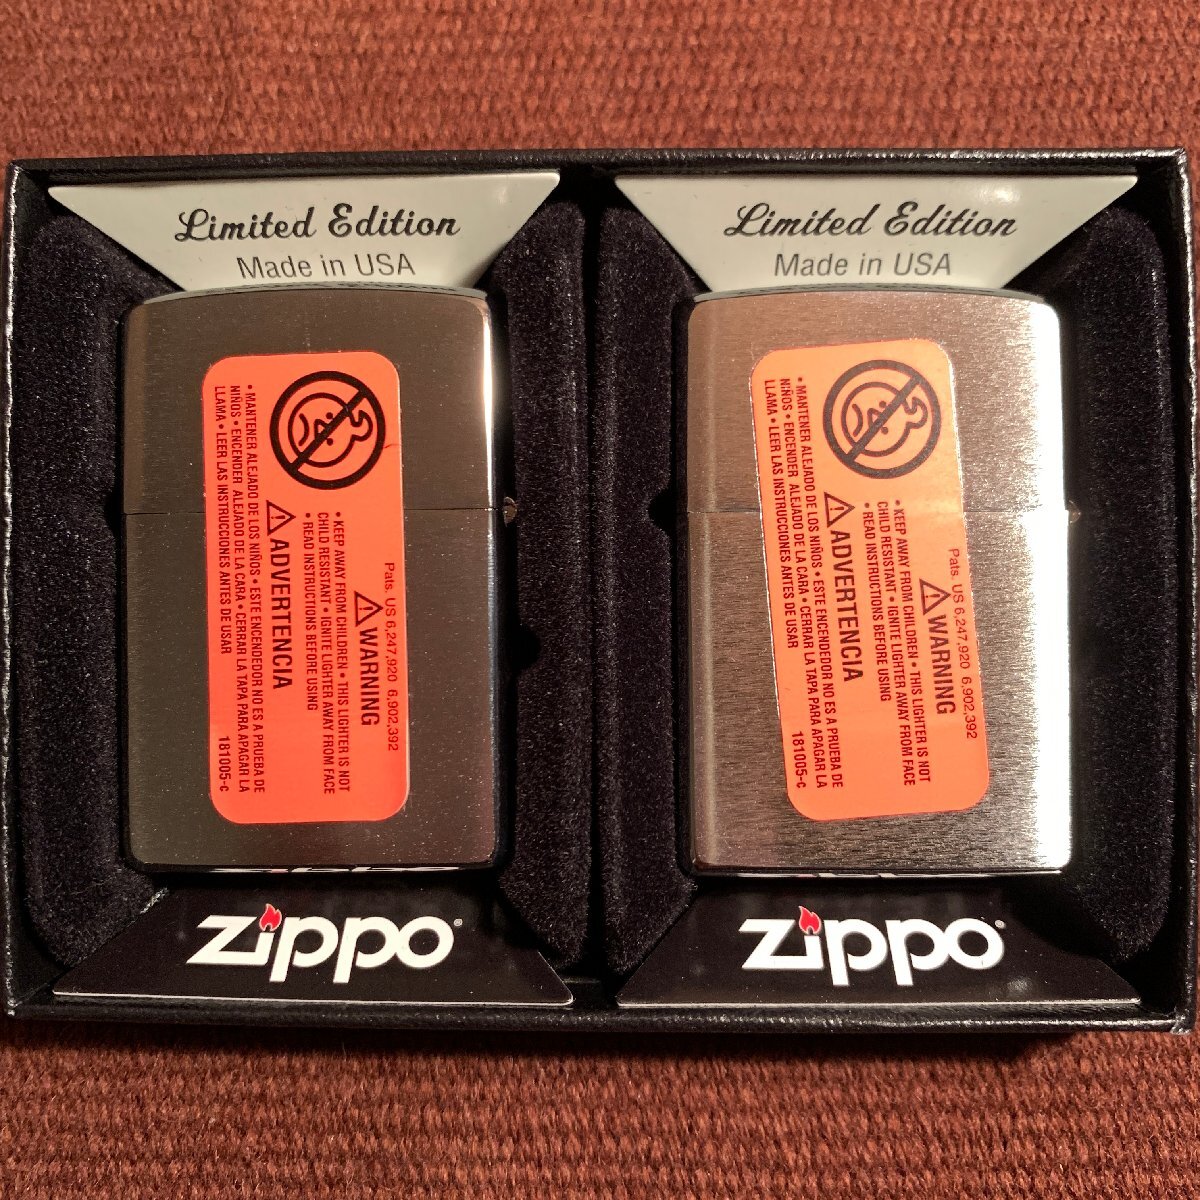 Limited Edition
Made in USA
Limited Edition
Made in USA
Pats. US 6,247,920 6,902,392
WARNING
• KEEP AWAY FROM CHILDREN • THIS LIGHTER IS NOT
CHILD RESISTANT • IGNITE LIGHTER AWAY FROM FACE
• READ INSTRUCTIONS BEFORE USING
ADVERTENCIA
• MANTENER ALEJADO DE LOS NIÑOS • ESTE ENCENDEDOR NO ES A PRUEBA DE
NIÑOS • ENCENDER ALEJADO DE LA CARA • CERRAR LA TAPA PARA APAGAR LA
LLAMA • LEER LAS INSTRUCCIONES ANTES DE USAR
181005-c
Pats. US 6,247,920 6,902,392
WARNING
• KEEP AWAY FROM CHILDREN • THIS LIGHTER IS NOT
CHILD RESISTANT • IGNITE LIGHTER AWAY FROM FACE
• READ INSTRUCTIONS BEFORE USING
ADVERTENCIA
• MANTENER ALEJADO DE LOS NIÑOS • ESTE ENCENDEDOR NO ES A PRUEBA DE
NIÑOS • ENCENDER ALEJADO DE LA CARA • CERRAR LA TAPA PARA APAGAR LA
LLAMA • LEER LAS INSTRUCCIONES ANTES DE USAR
181005-c
zippo®
zippo®